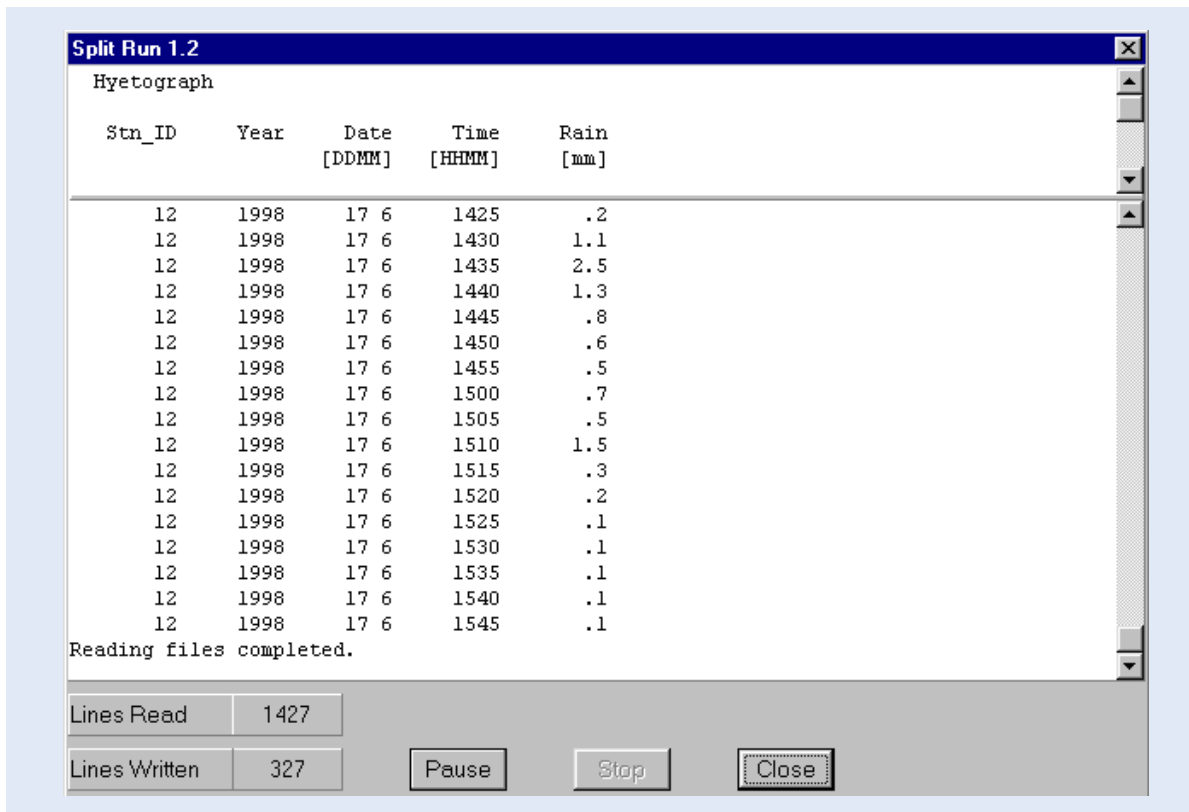 Split Run 1.2
Hyetograph
Stn_ID Year Date Time Rain
[DDMM] [HHMM] [mm]
12 1998 17 6 1425 .2
12 1998 17 6 1430 1.1
12 1998 17 6 1435 2.5
12 1998 17 6 1440 1.3
12 1998 17 6 1445 .8
12 1998 17 6 1450 .6
12 1998 17 6 1455 .5
12 1998 17 6 1500 .7
12 1998 17 6 1505 .5
12 1998 17 6 1510 1.5
12 1998 17 6 1515 .3
12 1998 17 6 1520 .2
12 1998 17 6 1525 .1
12 1998 17 6 1530 .1
12 1998 17 6 1535 .1
12 1998 17 6 1540 .1
12 1998 17 6 1545 .1
Reading files completed.
Lines Read 1427
Lines Written 327 Pause Stop Close